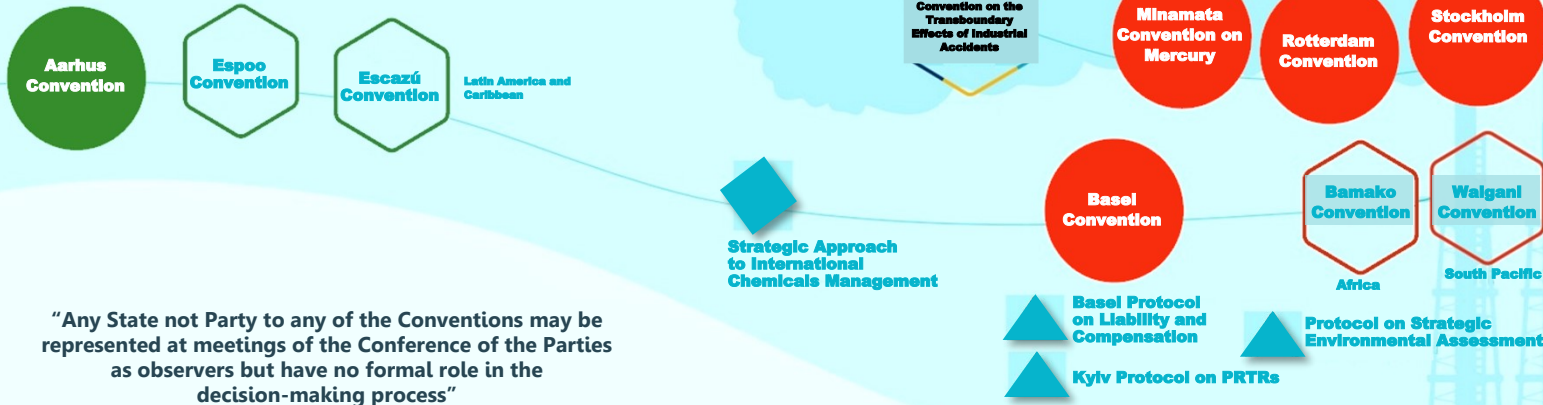 Aarhus
Convention
Espoo
Convention
Escazú
Convention
Latin America and
Caribbean
Convention on the
Transboundary
Effects of Industrial
Accidents
Minamata
Convention on
Mercury
Rotterdam
Convention
Stockholm
Convention
Strategic Approach
to International
Chemicals Management
Basel
Convention
Bamako
Convention
Africa
Waigani
Convention
South Pacific
Basel Protocol
on Liability and
Compensation
Protocol on Strategic
Environmental Assessment
Kyiv Protocol on PRTRs
“Any State not Party to any of the Conventions may be
represented at meetings of the Conference of the Parties
as observers but have no formal role in the
decision-making process”